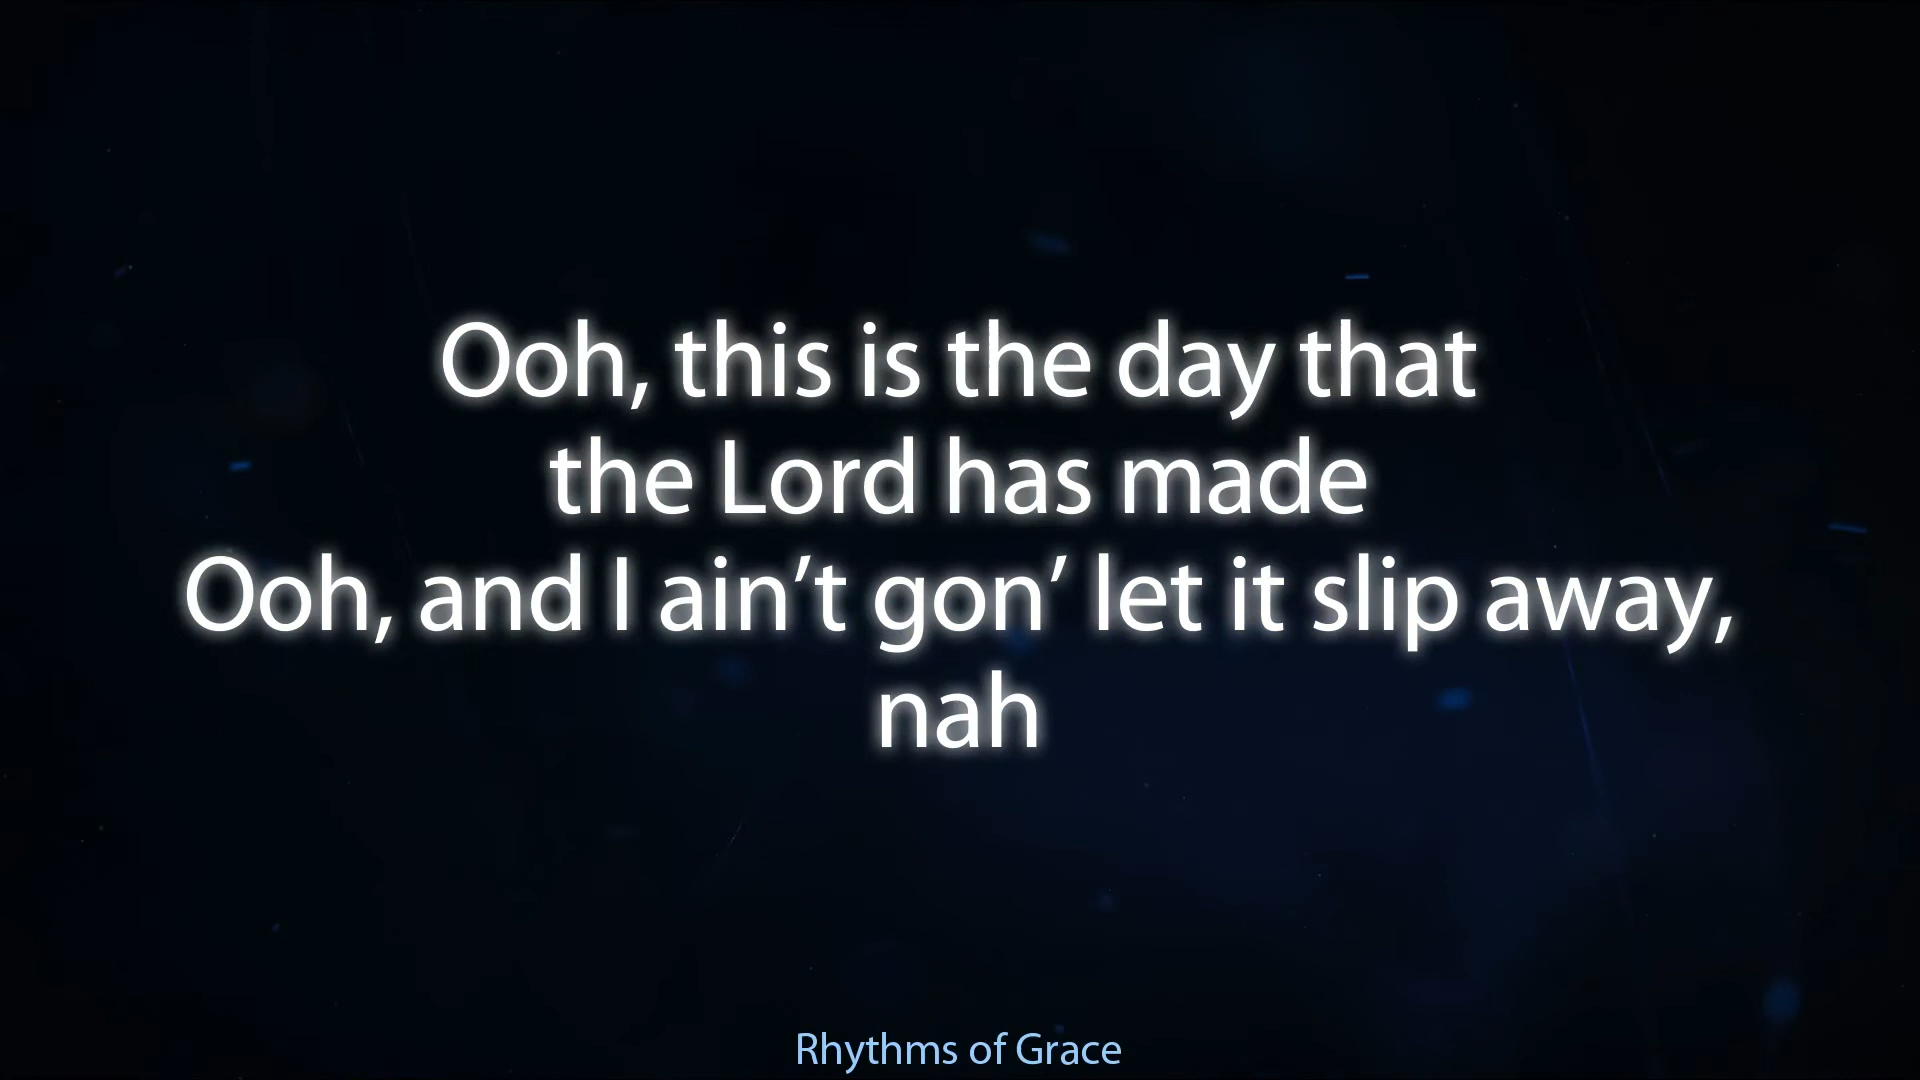 Ooh, this is the day that
the Lord has made
Ooh, and I ain’t gon’ let it slip away,
nah
Rhythms of Grace